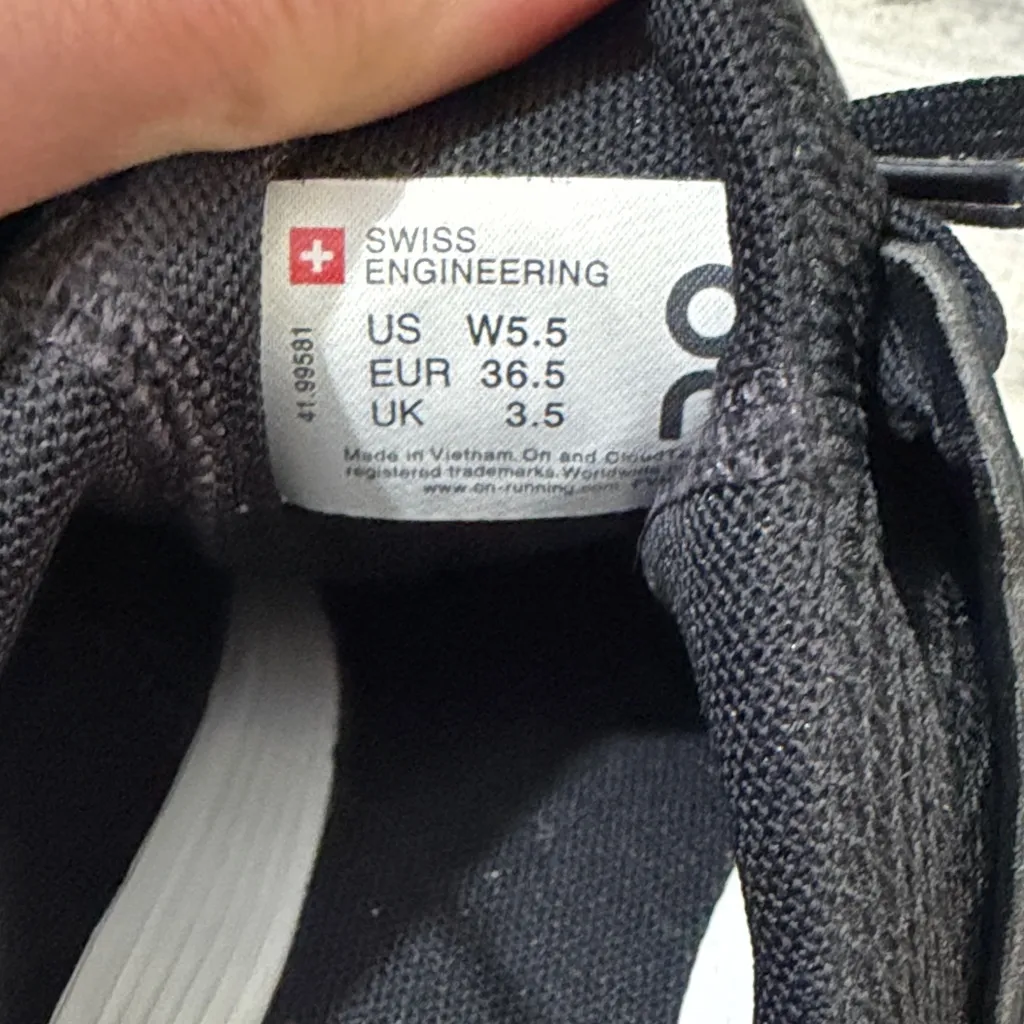 SWISS
ENGINEERING
US W5.5
EUR 36.5
UK 3.5
41.99581
Made in Vietnam. On and
registered trademarks. Worldwide
www.on-running.com
on